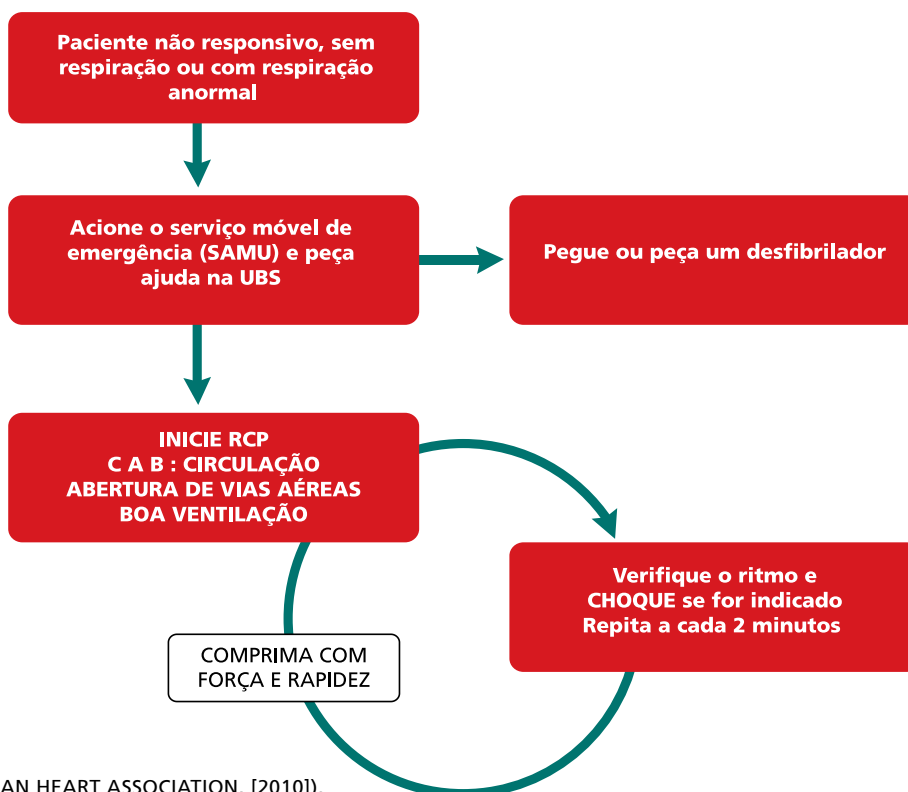 Paciente não responsivo, sem
respiração ou com respiração
anormal
Acione o serviço móvel de
emergência (SAMU) e peça
ajuda na UBS
Pegue ou peça um desfibrilador
INICIE RCP
C A B : CIRCULAÇÃO
ABERTURA DE VIAS AÉREAS
BOA VENTILAÇÃO
Verifique o ritmo e
CHOQUE se for indicado
Repita a cada 2 minutos
COMPRIMA COM
FORÇA E RAPIDEZ
AN HEART ASSOCIATION, [2010]).